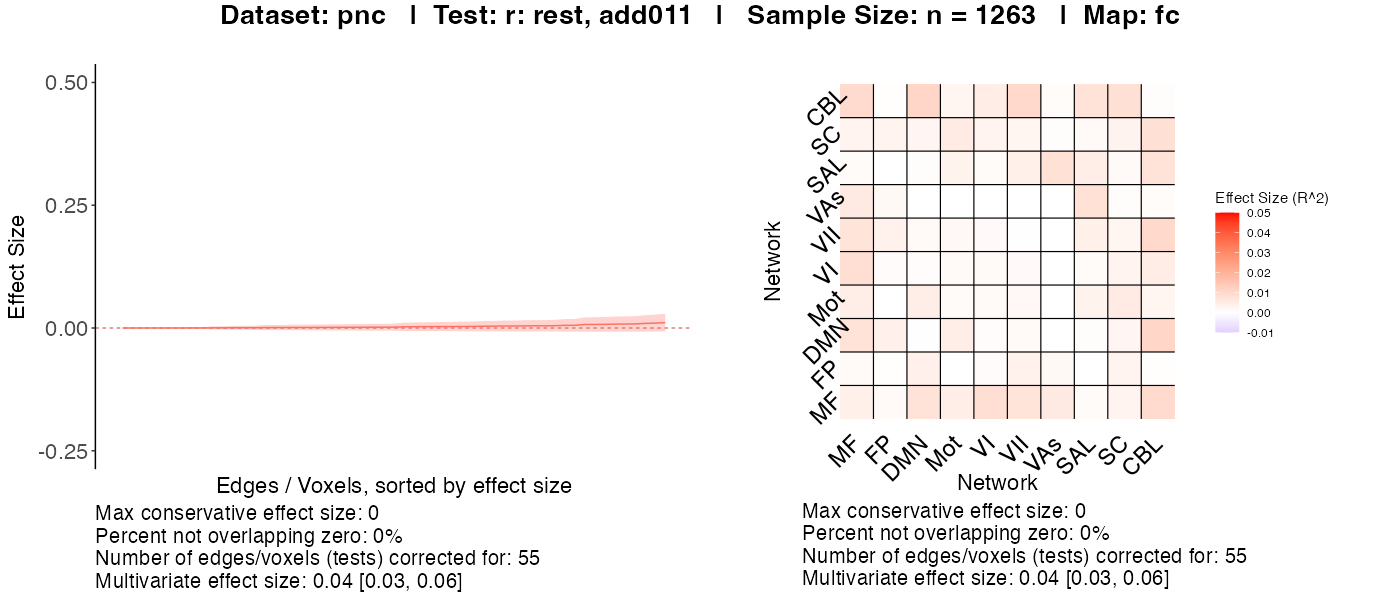 Dataset: pnc | Test: r: rest, add011 | Sample Size: n = 1263 | Map: fc
0.50
0.25
0.00
-0.25
Effect Size
Edges / Voxels, sorted by effect size
Max conservative effect size: 0
Percent not overlapping zero: 0%
Number of edges/voxels (tests) corrected for: 55
Multivariate effect size: 0.04 [0.03, 0.06]
Network
CBL
SC
SAL
VAs
VII
VI
Mot
DMN
FP
MF
MF
FP
DMN
Mot
VI
VII
VAs
SAL
SC
CBL
Network
Effect Size (R^2)
0.05
0.04
0.03
0.02
0.01
0.00
-0.01
Max conservative effect size: 0
Percent not overlapping zero: 0%
Number of edges/voxels (tests) corrected for: 55
Multivariate effect size: 0.04 [0.03, 0.06]